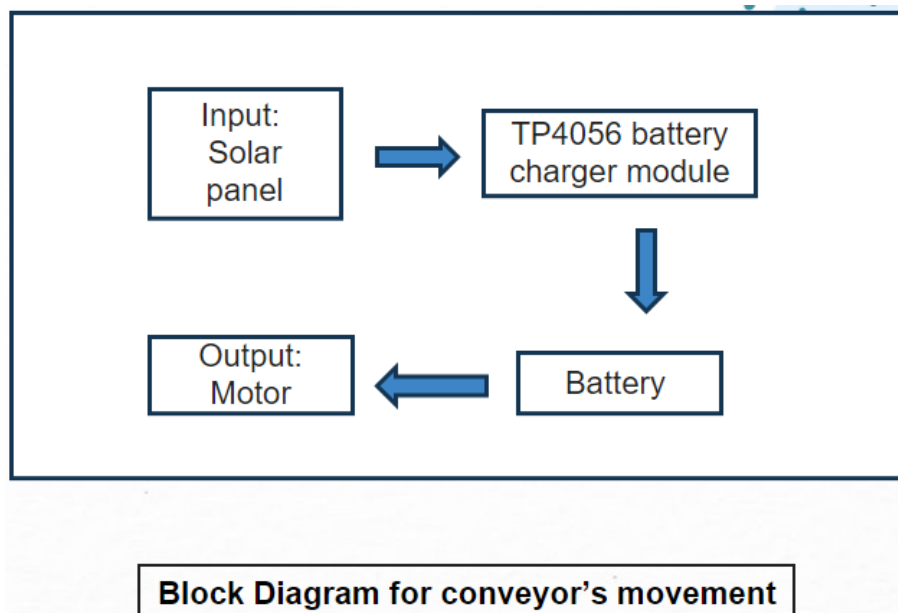 Input:
Solar
panel
TP4056 battery
charger module
Output:
Motor
Battery
Block Diagram for conveyor's movement